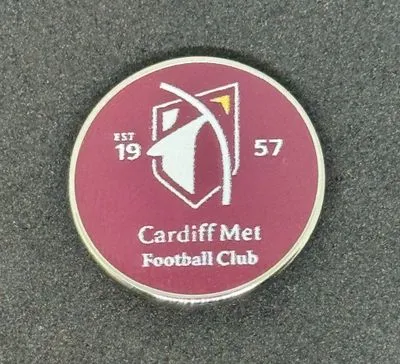 EST
19 57
Cardiff Met
Football Club